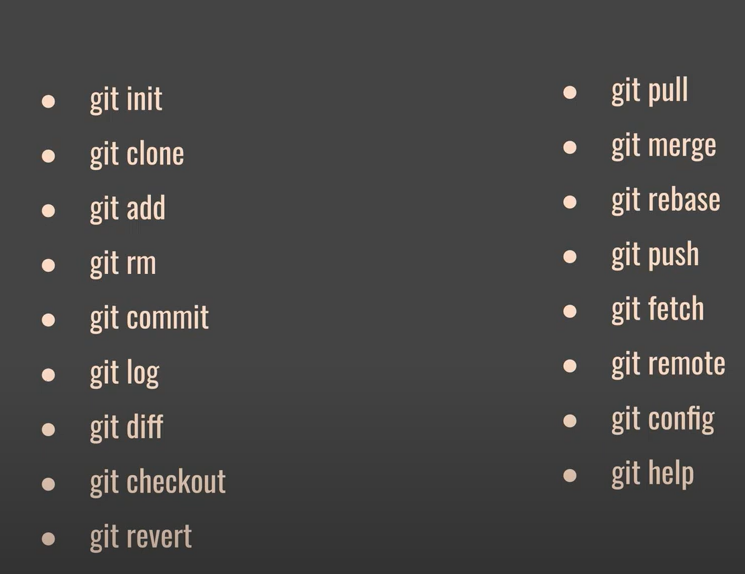 git init
git clone
git add
git rm
git commit
git log
git diff
git checkout
git revert
git pull
git merge
git rebase
git push
git fetch
git remote
git config
git help